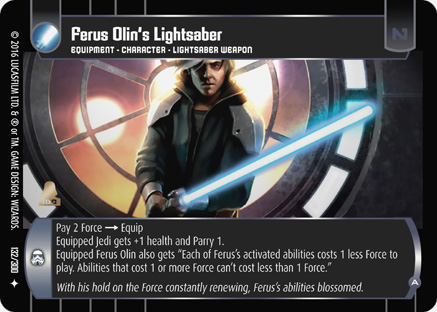 Ferus Olin's Lightsaber
EQUIPMENT - CHARACTER - LIGHTSABER WEAPON
N
Pay 2 Force → Equip
Equipped Jedi gets +1 health and Parry 1.
Equipped Ferus Olin also gets “Each of Ferus's activated abilities costs 1 less Force to
play. Abilities that cost 1 or more Force can't cost less than 1 Force.”
With his hold on the Force constantly renewing, Ferus's abilities blossomed.
A
© 2016 LUCASFILM LTD. & ® or TM. GAME DESIGN: WIZARDS.
132/300